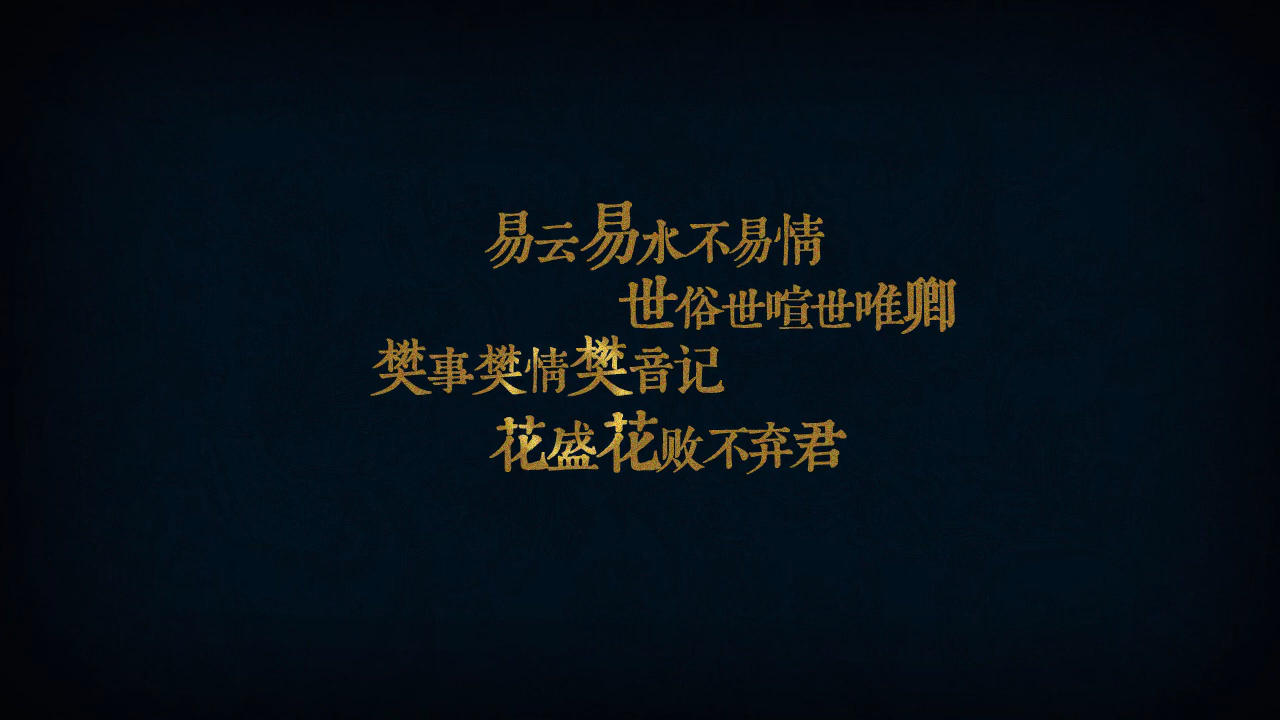 易云易水不易情
世俗世喧世唯卿
樊事樊情樊音记
花盛花败不弃君